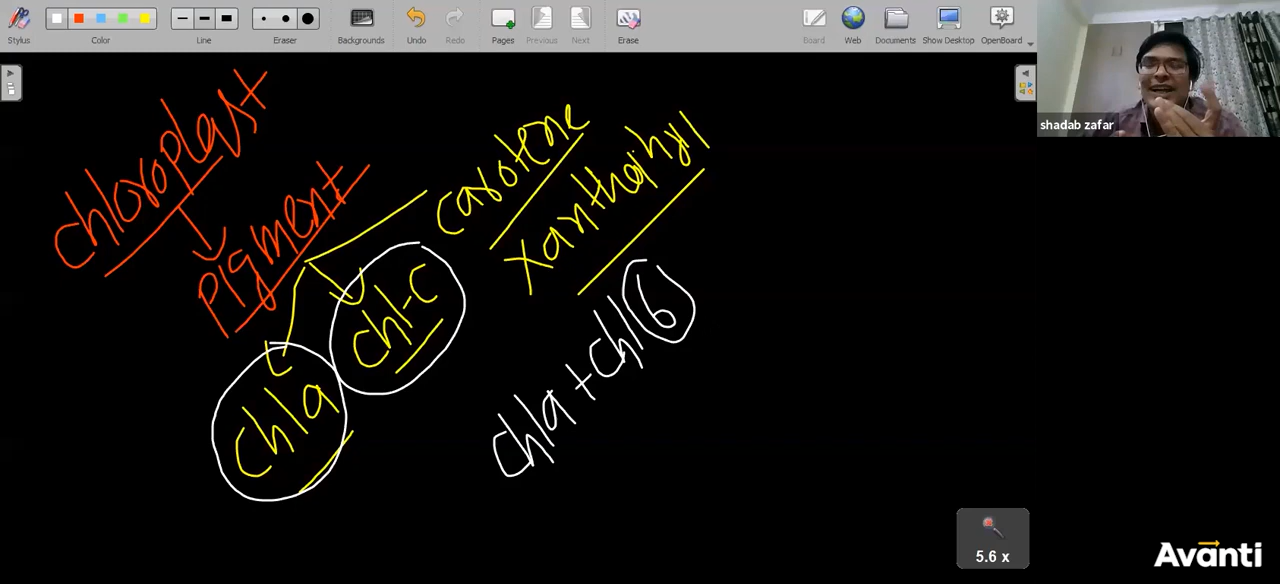 Stylus
Color
Line
Eraser
Backgrounds
Undo
Redo
Pages
Previous
Next
Erase
board
Web
Documents
Show Desktop
OpenBoard
shadab zafar
chloroplast
Pigment
carotene
Xanthophyll
chl-c
chla
chla + chl b
5.6 x
Avanti